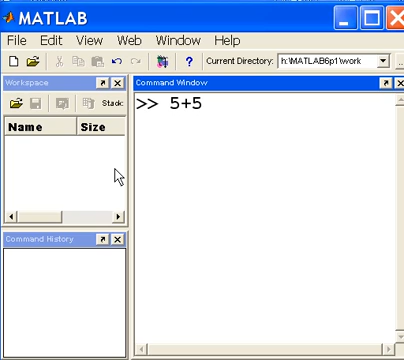 MATLAB
File Edit View Web Window Help
? Current Directory: h:\MATLAB6p1\work ...
Workspace
Stack:
Name Size
Command History
Command Window
>> 5+5